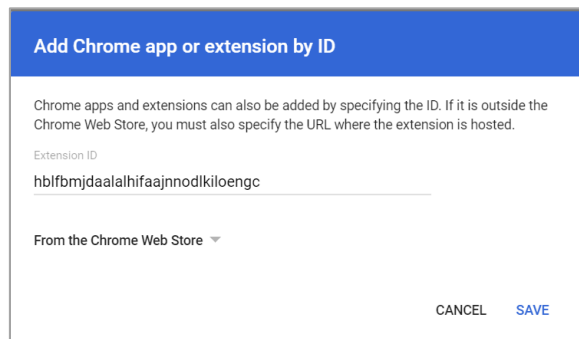 Add Chrome app or extension by ID
Chrome apps and extensions can also be added by specifying the ID. If it is outside the
Chrome Web Store, you must also specify the URL where the extension is hosted.
Extension ID
hblfbmjdaalalhifaajnnodlkiloengc
From the Chrome Web Store
CANCEL SAVE